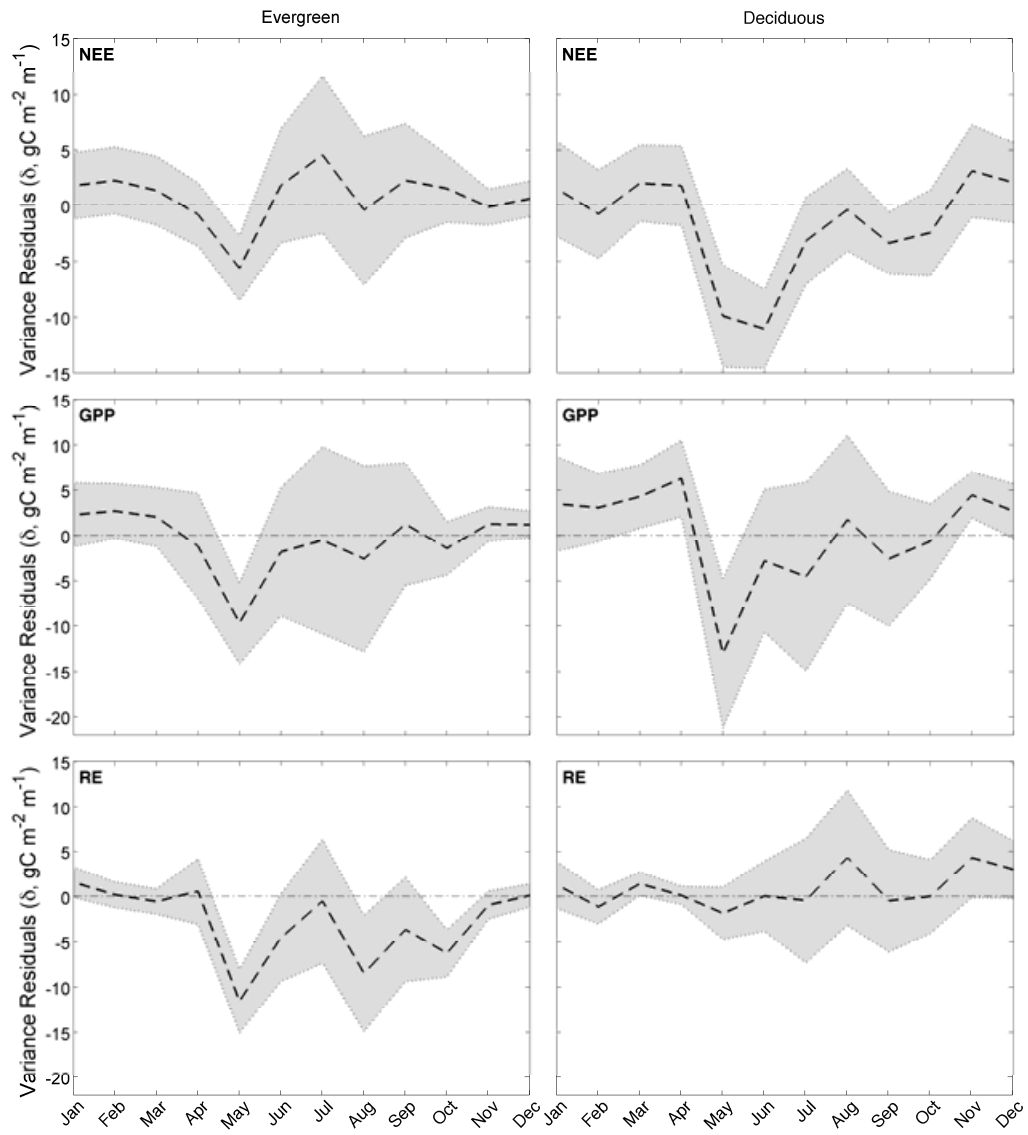 Evergreen
Deciduous
NEE
NEE
Variance Residuals (δ, gC m-2 m-1)
15
10
5
0
-5
-10
-15
GPP
GPP
Variance Residuals (δ, gC m-2 m-1)
15
10
5
0
-5
-10
-15
-20
RE
RE
Variance Residuals (δ, gC m-2 m-1)
15
10
5
0
-5
-10
-15
-20
Jan Feb Mar Apr May Jun Jul Aug Sep Oct Nov Dec
Jan Feb Mar Apr May Jun Jul Aug Sep Oct Nov Dec